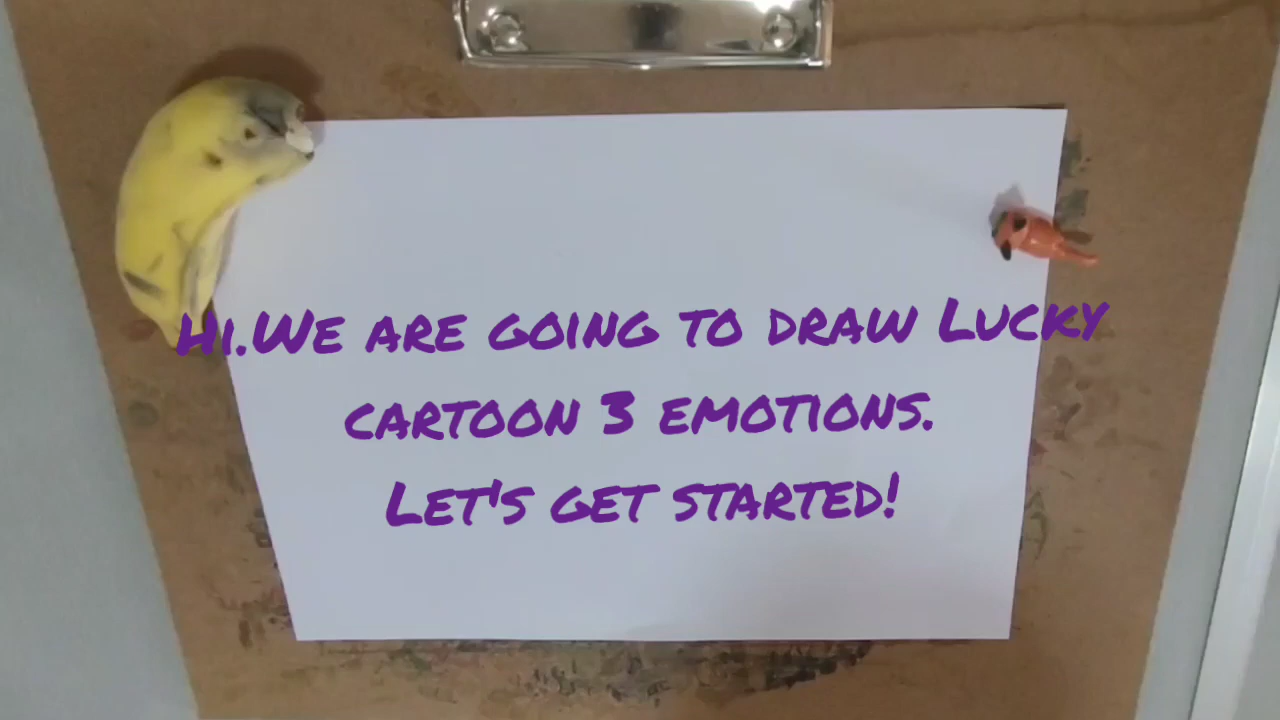 Hi.We are going to draw Lucky
cartoon 3 emotions.
Let's get started!